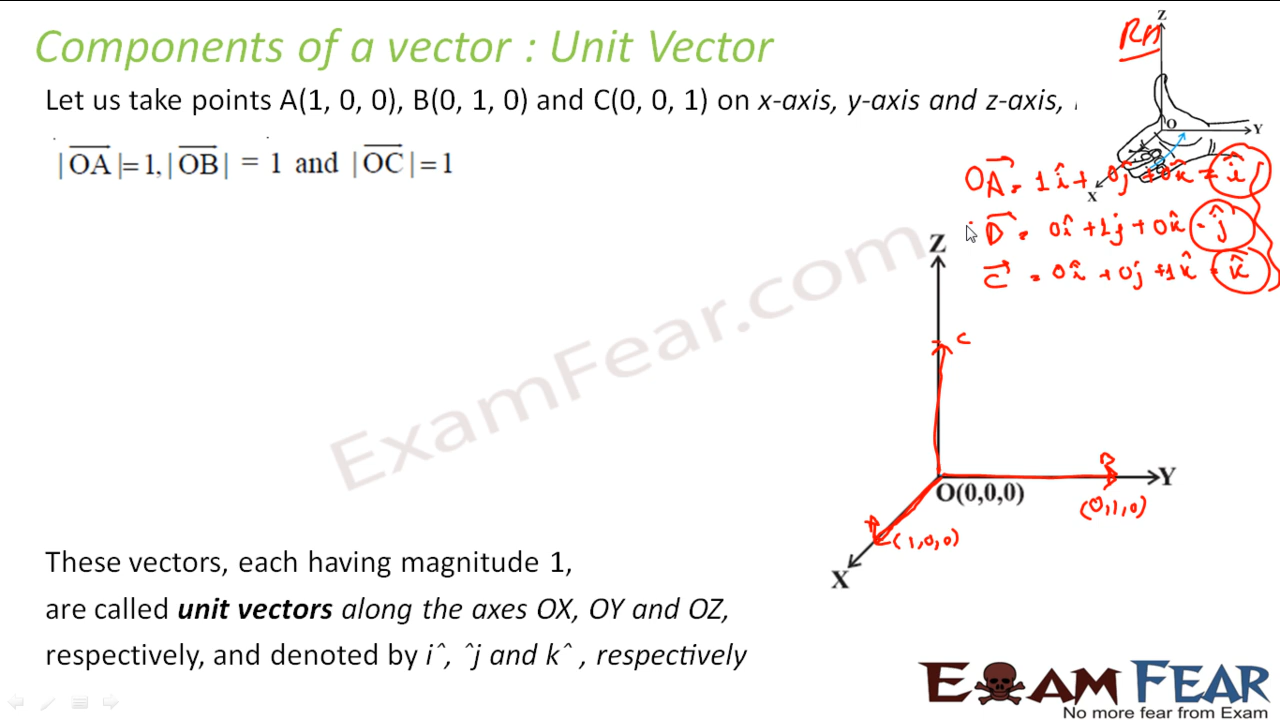 Components of a vector : Unit Vector
Let us take points A(1, 0, 0), B(0, 1, 0) and C(0, 0, 1) on x-axis, y-axis and z-axis,
|OA|=1, |OB| = 1 and |OC|=1
RH
Z
O
Y
X
OA = 1î + 0ĵ + 0k̂ = î
= 0î + 1ĵ + 0k̂ = ĵ
C = 0î + 0ĵ + 1k̂ = k̂
Z
C
ExamFear.com
B
Y
O(0,0,0)
(0,1,0)
A
(1,0,0)
X
These vectors, each having magnitude 1,
are called unit vectors along the axes OX, OY and OZ,
respectively, and denoted by iˆ, ˆj and kˆ , respectively
EXAM FEAR
No more fear from Exam